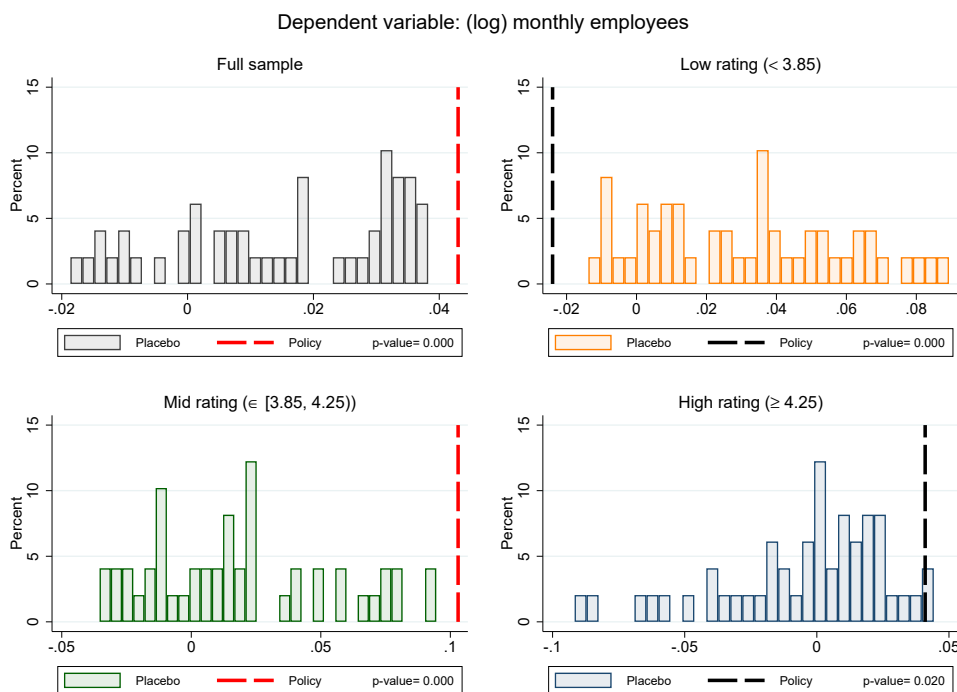 Dependent variable: (log) monthly employees
Full sample
Percent
15
10
5
0
-.02 0 .02 .04
Placebo Policy p-value= 0.000
Low rating (< 3.85)
Percent
15
10
5
0
-.02 0 .02 .04 .06 .08
Placebo Policy p-value= 0.000
Mid rating (∈ [3.85, 4.25))
Percent
15
10
5
0
-.05 0 .05 .1
Placebo Policy p-value= 0.000
High rating (≥ 4.25)
Percent
15
10
5
0
-.1 -.05 0 .05
Placebo Policy p-value= 0.020